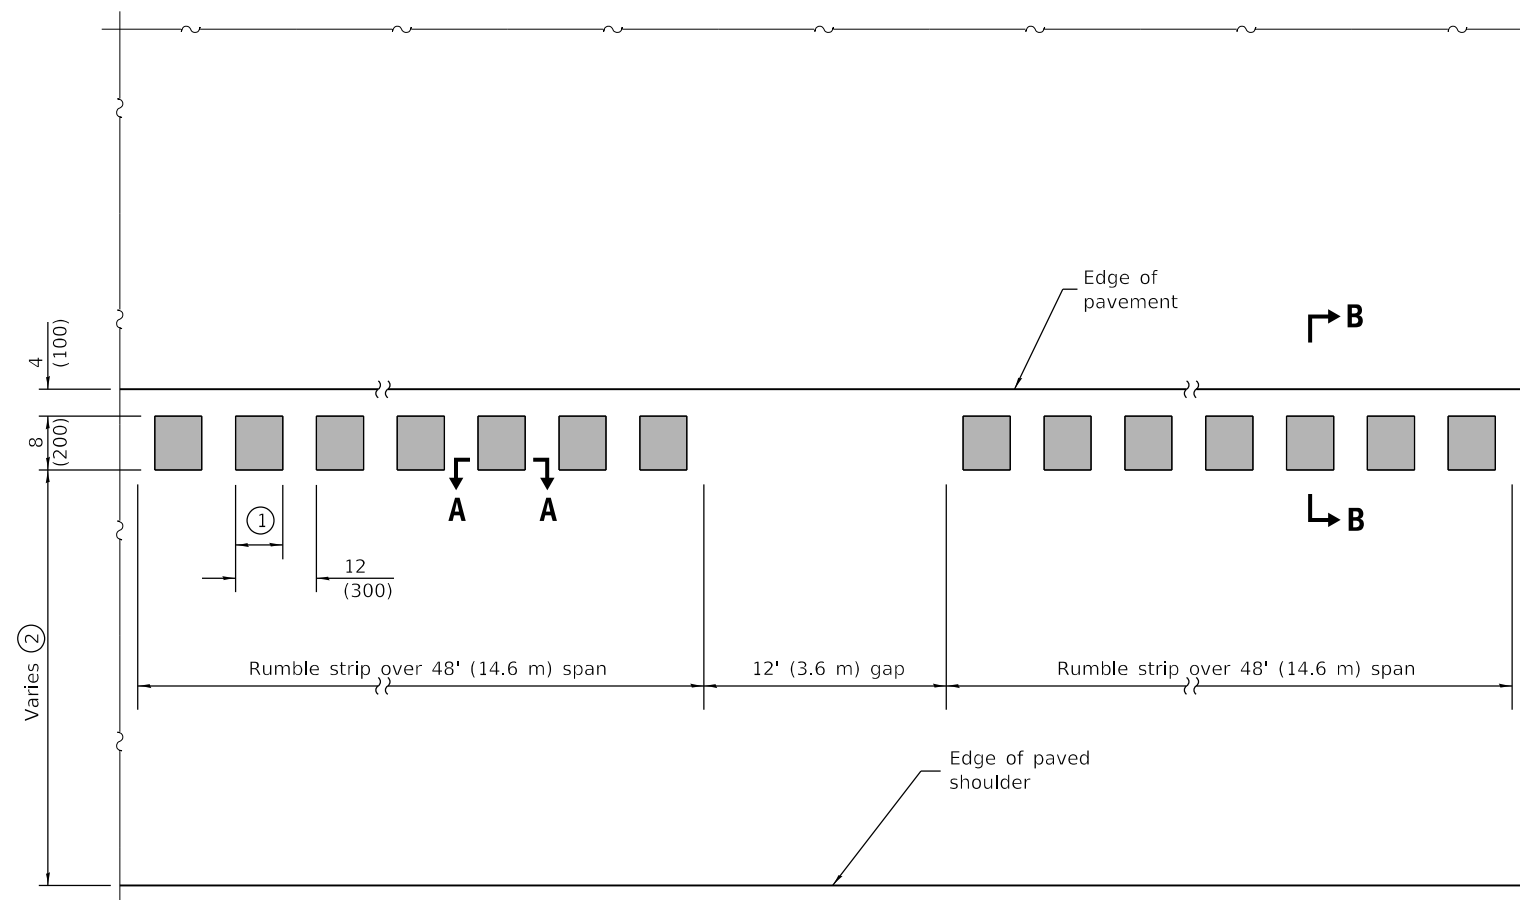 Edge of
pavement
B
4
(100)
8
(200)
A
A
B
1
12
(300)
Varies 2
Rumble strip over 48' (14.6 m) span
12' (3.6 m) gap
Rumble strip over 48' (14.6 m) span
Edge of paved
shoulder